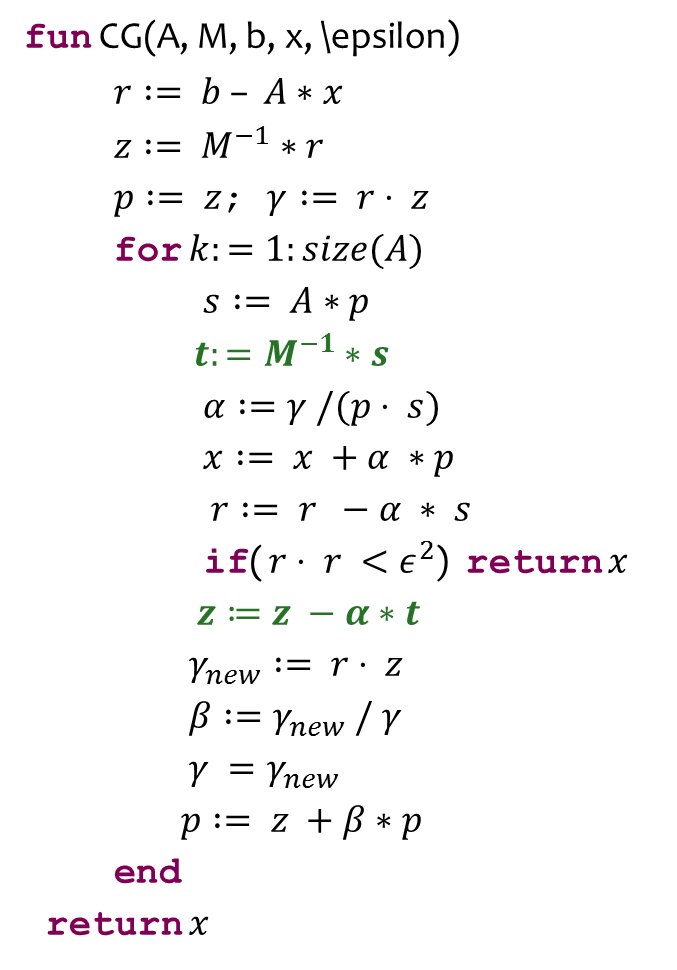 fun CG(A, M, b, x, \epsilon)
r := b – A ∗ x
z := M⁻¹ ∗ r
p := z; γ := r · z
for k: = 1: size(A)
s := A ∗ p
t: = M⁻¹ ∗ s
α := γ /(p · s)
x := x + α ∗ p
r := r − α ∗ s
if(r · r < ϵ²) return x
z := z − α ∗ t
γₙₑw := r · z
β := γₙₑw / γ
γ = γₙₑw
p := z + β ∗ p
end
return x